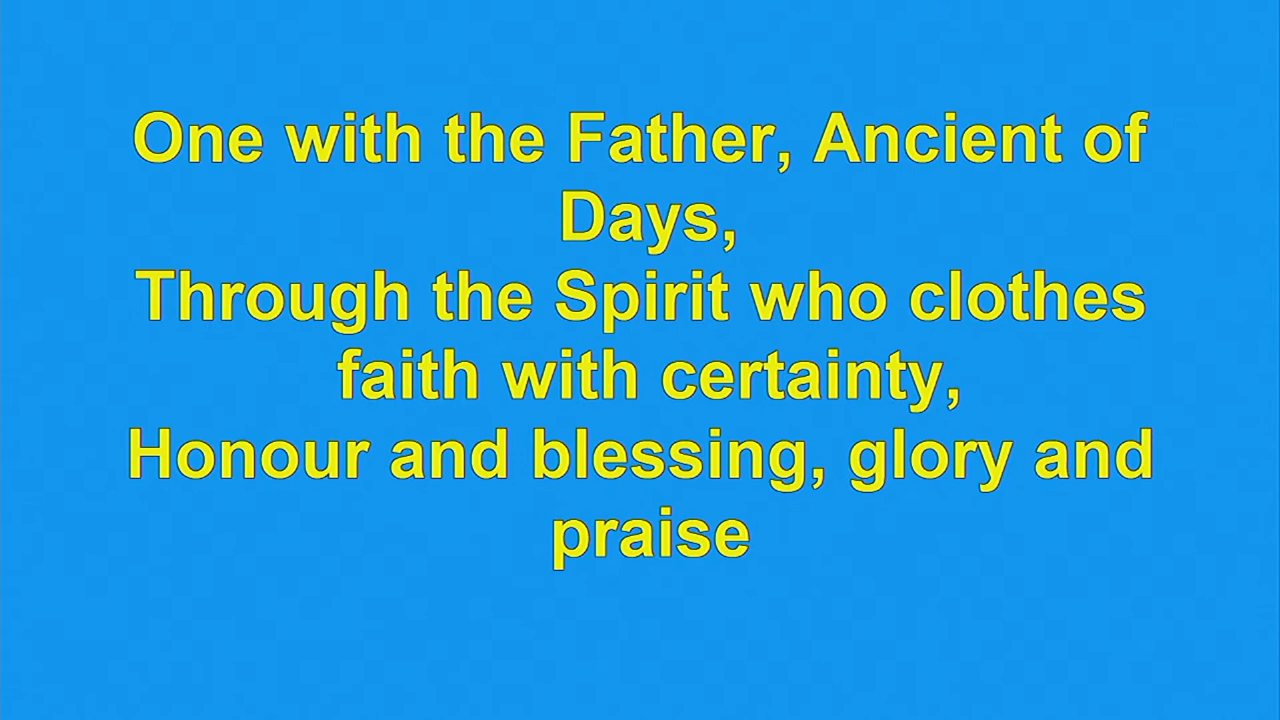 One with the Father, Ancient of
Days,
Through the Spirit who clothes
faith with certainty,
Honour and blessing, glory and
praise